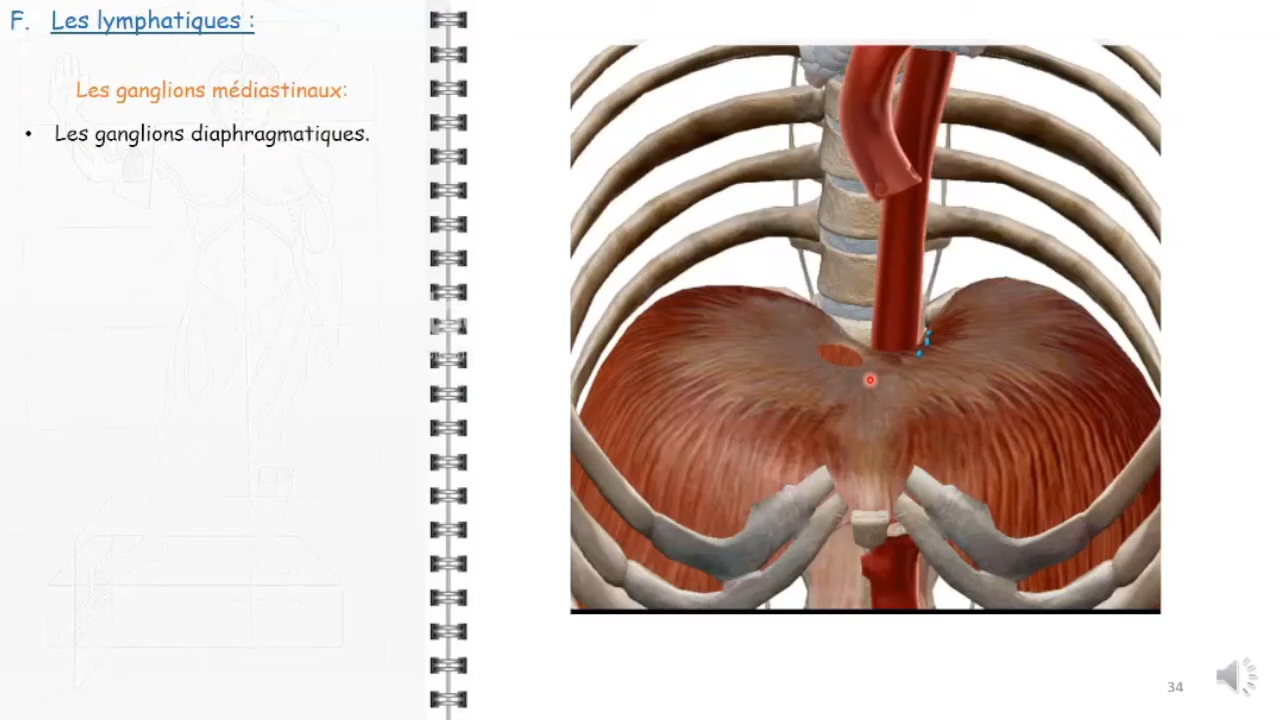 F. Les lymphatiques :
Les ganglions médiastinaux:
• Les ganglions diaphragmatiques.
34